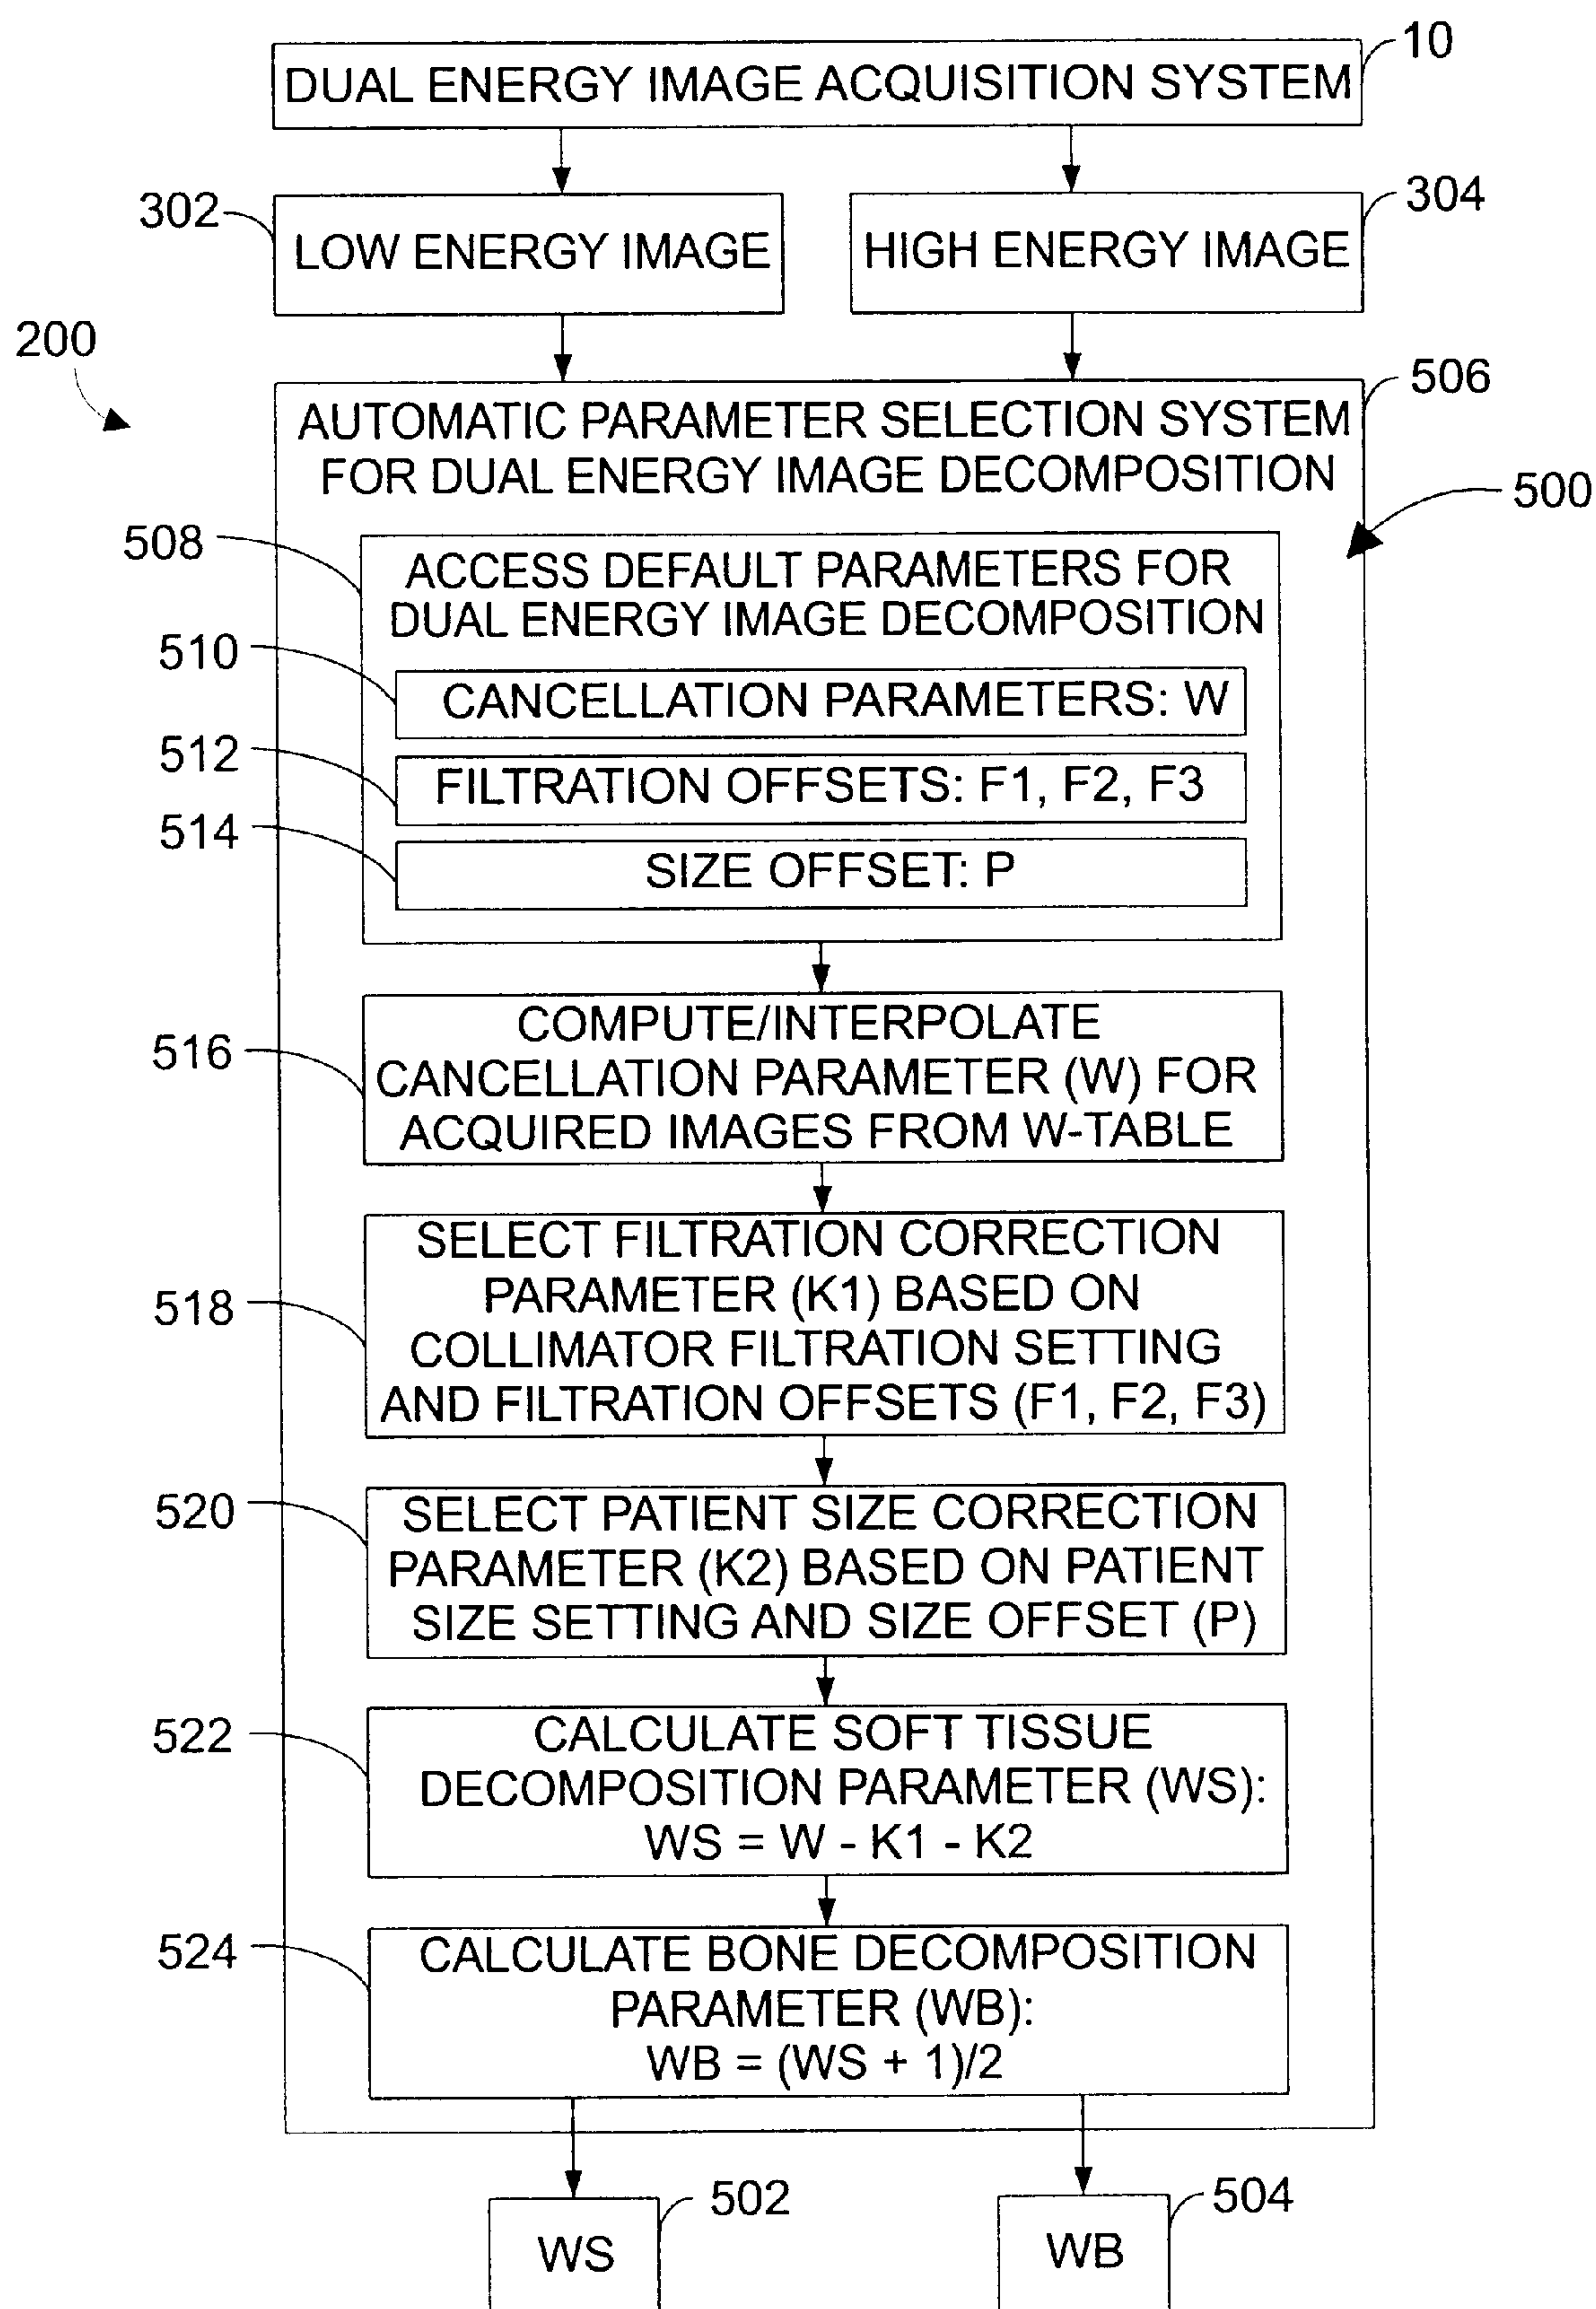 10
DUAL ENERGY IMAGE ACQUISITION SYSTEM
302
304
LOW ENERGY IMAGE
HIGH ENERGY IMAGE
200
506
AUTOMATIC PARAMETER SELECTION SYSTEM
FOR DUAL ENERGY IMAGE DECOMPOSITION
500
508
ACCESS DEFAULT PARAMETERS FOR
DUAL ENERGY IMAGE DECOMPOSITION
510
CANCELLATION PARAMETERS: W
512
FILTRATION OFFSETS: F1, F2, F3
514
SIZE OFFSET: P
516
COMPUTE/INTERPOLATE
CANCELLATION PARAMETER (W) FOR
ACQUIRED IMAGES FROM W-TABLE
518
SELECT FILTRATION CORRECTION
PARAMETER (K1) BASED ON
COLLIMATOR FILTRATION SETTING
AND FILTRATION OFFSETS (F1, F2, F3)
520
SELECT PATIENT SIZE CORRECTION
PARAMETER (K2) BASED ON PATIENT
SIZE SETTING AND SIZE OFFSET (P)
522
CALCULATE SOFT TISSUE
DECOMPOSITION PARAMETER (WS):
WS = W - K1 - K2
524
CALCULATE BONE DECOMPOSITION
PARAMETER (WB):
WB = (WS + 1)/2
502
504
WS
WB